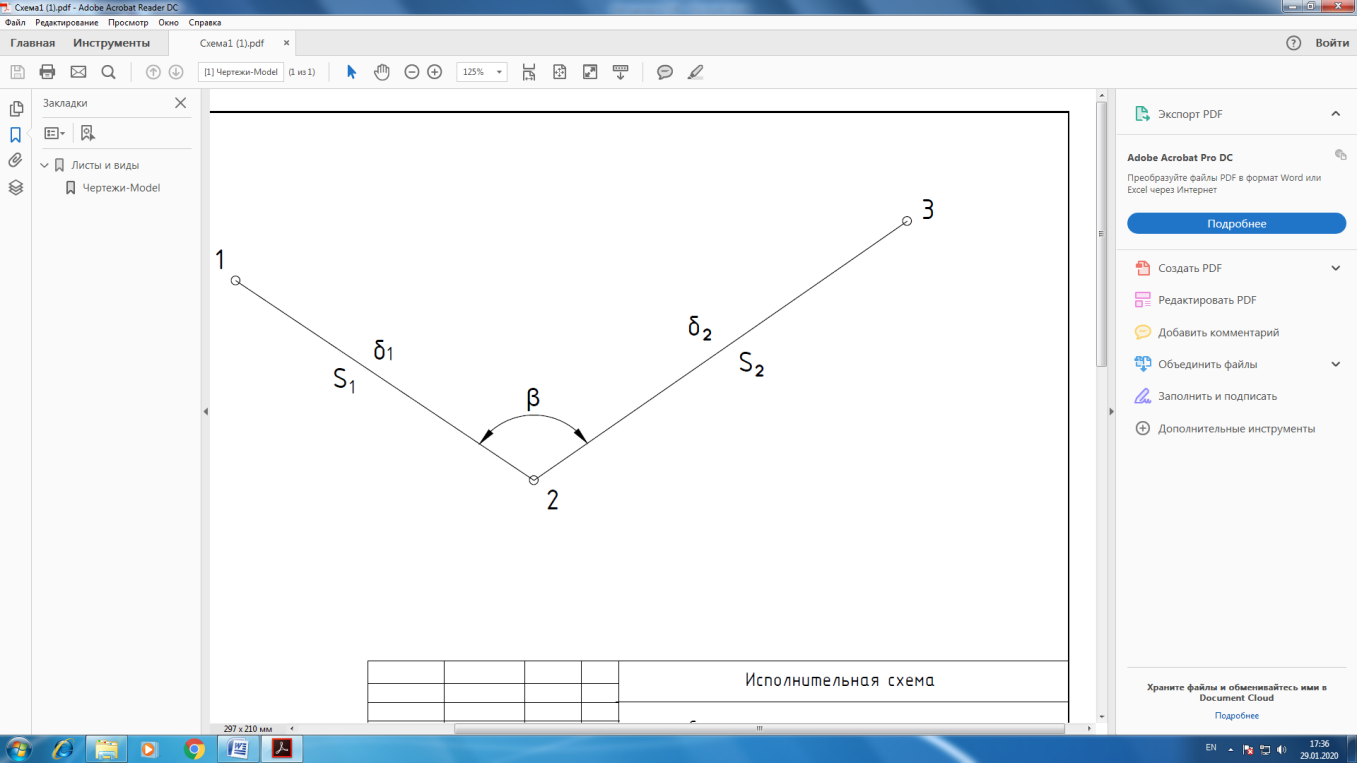 Схема1 (1).pdf - Adobe Acrobat Reader DC
Файл Редактирование Просмотр Окно Справка
Главная Инструменты Схема1 (1).pdf × Войти
[1] Чертежи-Model (1 из 1) 125%
Закладки
Листы и виды
Чертежи-Model
1
3
δ1
S1
δ2
S2
β
2
Исполнительная схема
297 x 210 мм
Экспорт PDF
Adobe Acrobat Pro DC
Преобразуйте файлы PDF в формат Word или
Excel через Интернет
Подробнее
Создать PDF
Редактировать PDF
Добавить комментарий
Объединить файлы
Заполнить и подписать
Дополнительные инструменты
Храните файлы и обменивайтесь ими в
Document Cloud
Подробнее
EN
17:36
29.01.2020